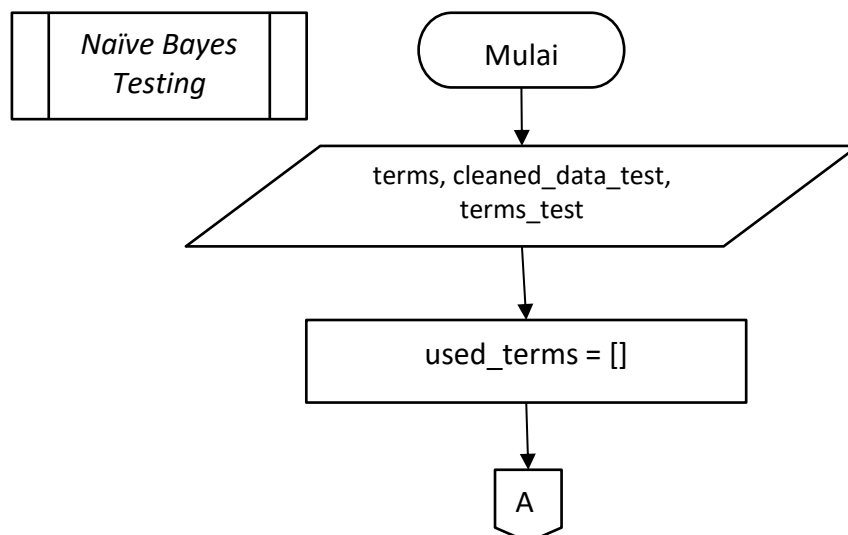 Naïve Bayes
Testing
Mulai
terms, cleaned_data_test,
terms_test
used_terms = []
A